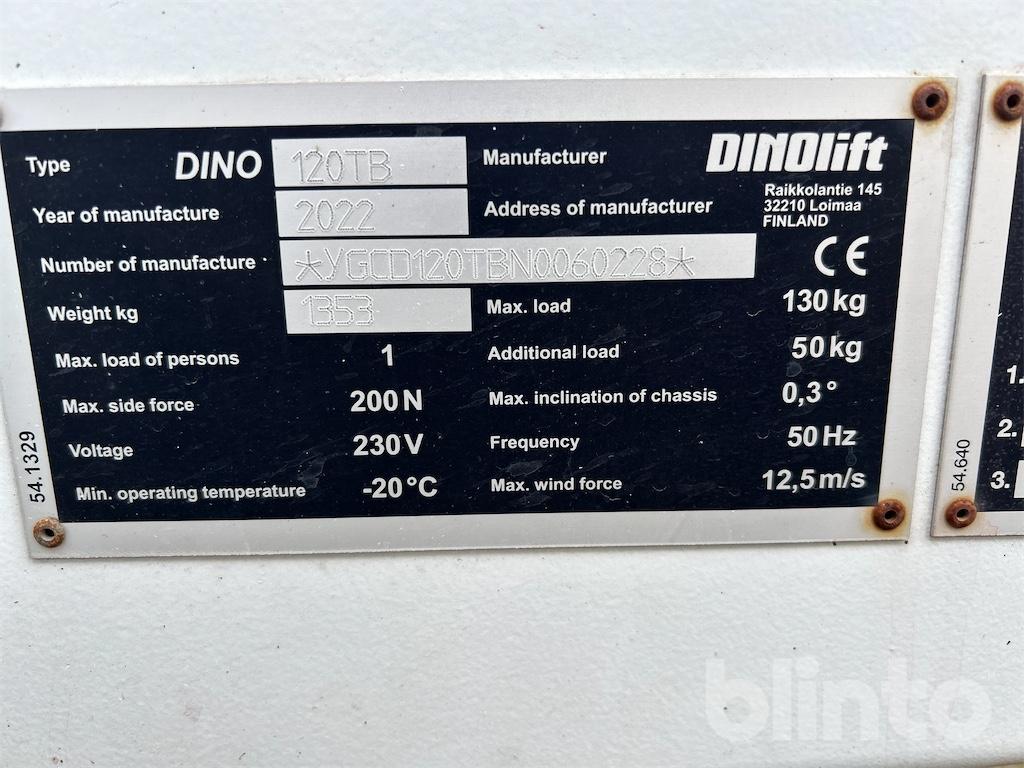 Type DINO 120TB Manufacturer DINOlift
Raikkolantie 145
Year of manufacture 2022 Address of manufacturer 32210 Loimaa
FINLAND
Number of manufacture *YGCD120TBN0060228* CE
Weight kg 1353 Max. load 130 kg
Max. load of persons 1 Additional load 50 kg
Max. side force 200 N Max. inclination of chassis 0,3°
Voltage 230 V Frequency 50 Hz
Min. operating temperature -20 °C Max. wind force 12,5 m/s
54.1329
54.640
1.
2.
3.
blinto